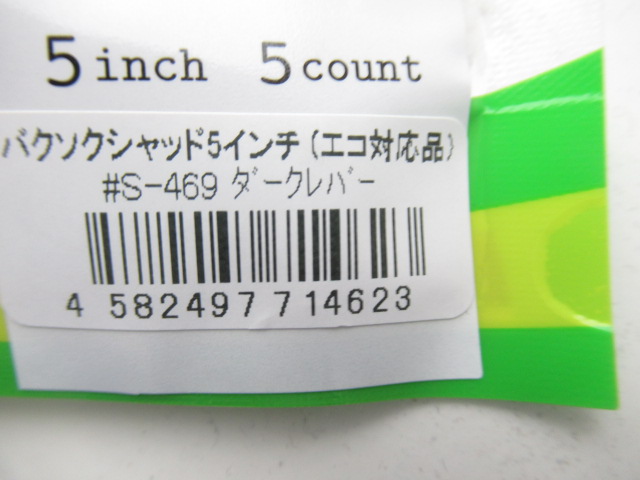 5 inch 5 count
バクソクシャッド5インチ(エコ対応品)
#S-469 ダークレバー
4 582497 714623